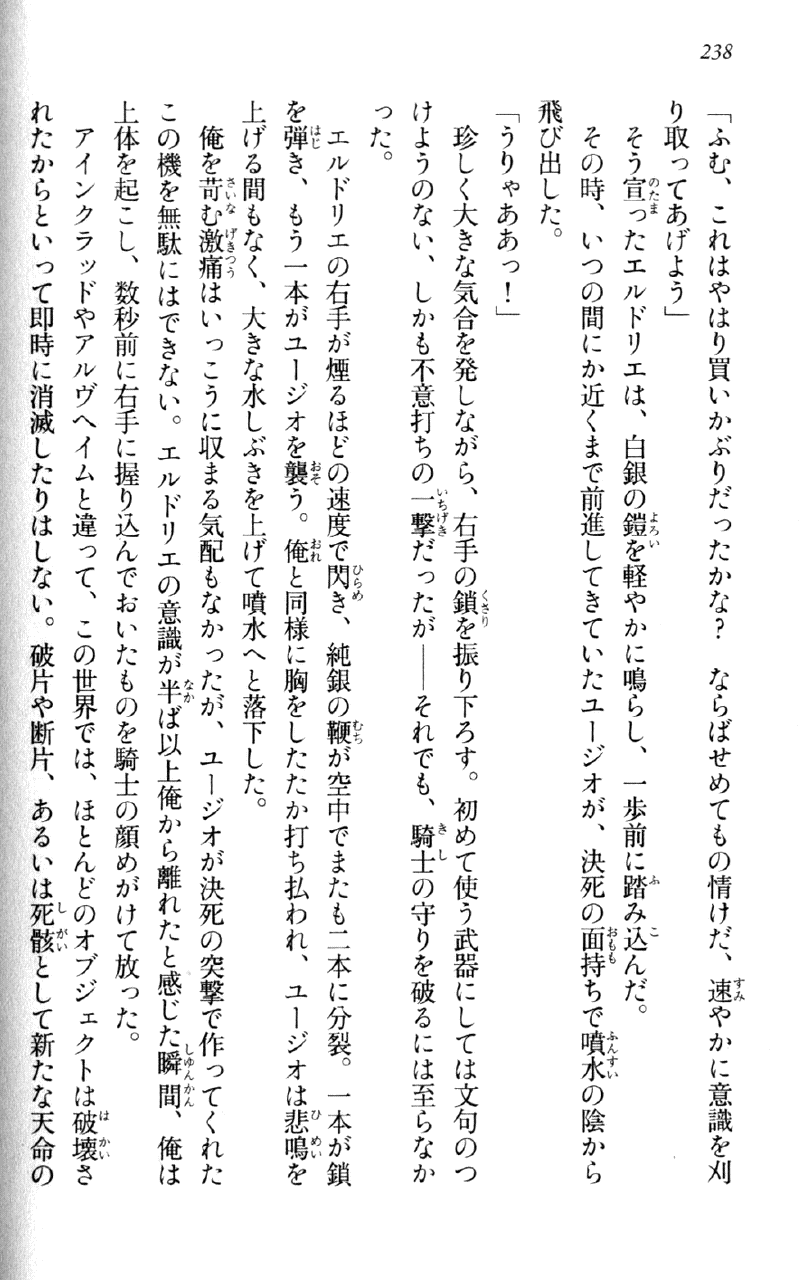 238
「ふむ、これはやはり買いかぶりだったかな？　ならばせめてもの情けだ、速やかに意識を刈
り取ってあげよう」
そう宣ったエルドリエは、白銀の鎧を軽やかに鳴らし、一歩前に踏み込んだ。
その時、いつの間にか近くまで前進してきていたユージオが、決死の面持ちで噴水の陰から
飛び出した。
「うりゃああっ！」
珍しく大きな気合を発しながら、右手の鎖を振り下ろす。初めて使う武器にしては文句のつ
けようのない、しかも不意打ちの一撃だったが――それでも、騎士の守りを破るには至らなか
った。
エルドリエの右手が煙るほどの速度で閃き、純銀の鞭が空中でまたも二本に分裂。一本が鎖
を弾き、もう一本がユージオを襲う。俺と同様に胸をしたたか打ち払われ、ユージオは悲鳴を
上げる間もなく、大きな水しぶきを上げて噴水へと落下した。
俺を苛む激痛はいっこうに収まる気配もなかったが、ユージオが決死の突撃で作ってくれた
この機を無駄にはできない。エルドリエの意識が半ば以上俺から離れたと感じた瞬間、俺は
上体を起こし、数秒前に右手に握り込んでおいたものを騎士の顔めがけて放った。
アインクラッドやアルヴヘイムと違って、この世界では、ほとんどのオブジェクトは破壊さ
れたからといって即時に消滅したりはしない。破片や断片、あるいは死骸として新たな天命の